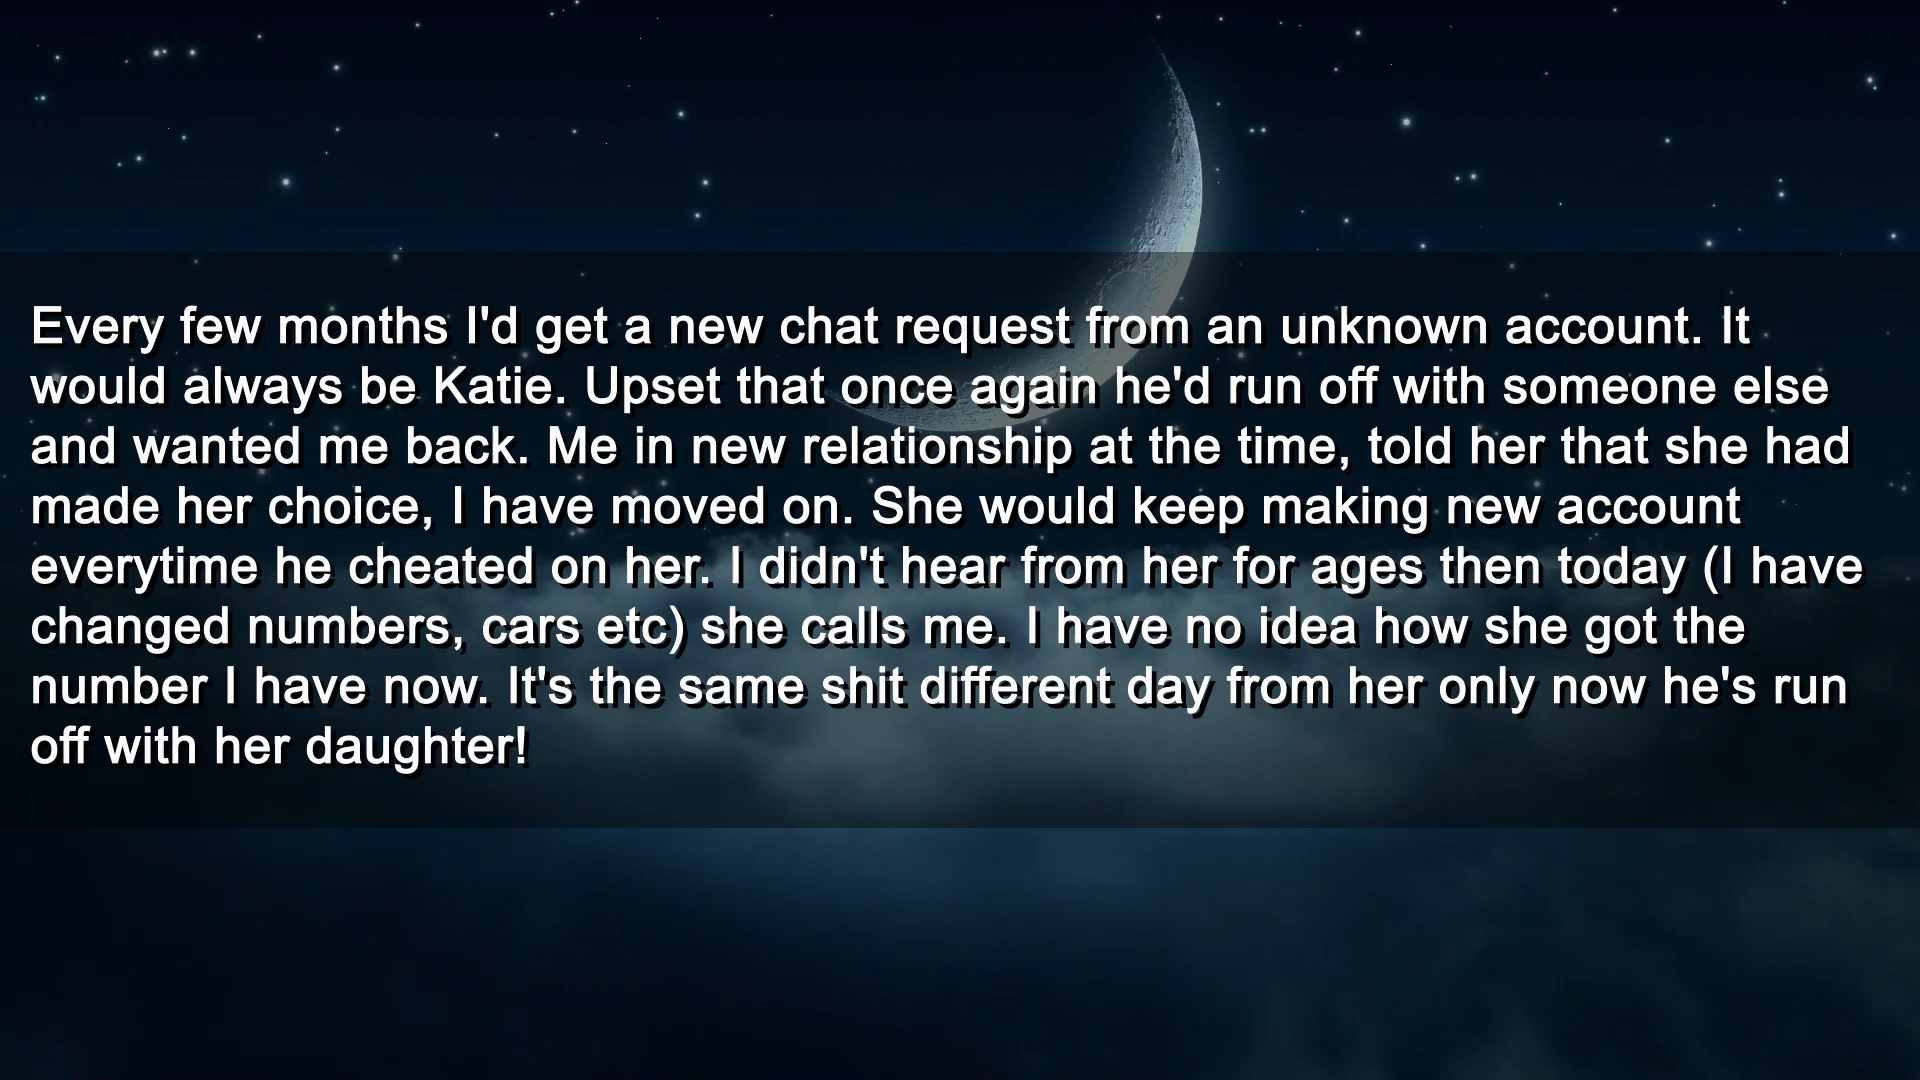 Every few months I'd get a new chat request from an unknown account. It
would always be Katie. Upset that once again he'd run off with someone else
and wanted me back. Me in new relationship at the time, told her that she had
made her choice, I have moved on. She would keep making new account
everytime he cheated on her. I didn't hear from her for ages then today (I have
changed numbers, cars etc) she calls me. I have no idea how she got the
number I have now. It's the same shit different day from her only now he's run
off with her daughter!